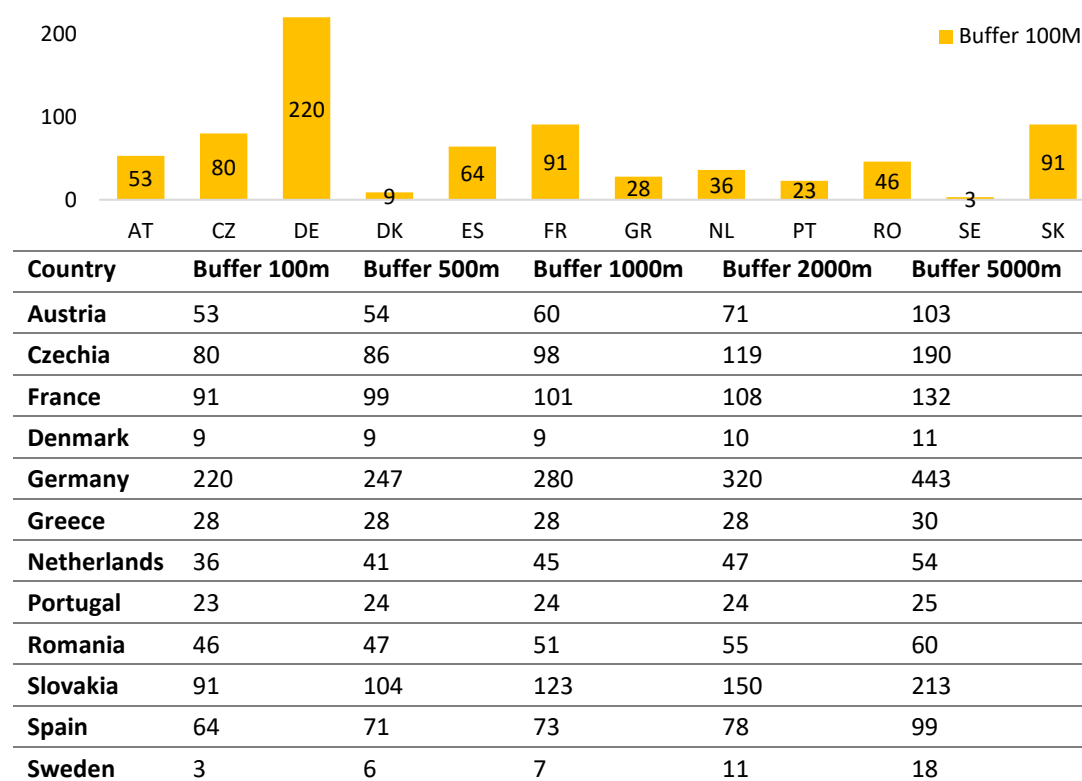 200
Buffer 100M
100
220
53 80 9 64 91 28 36 23 46 3 91
0
AT CZ DE DK ES FR GR NL PT RO SE SK
Country Buffer 100m Buffer 500m Buffer 1000m Buffer 2000m Buffer 5000m
Austria 53 54 60 71 103
Czechia 80 86 98 119 190
France 91 99 101 108 132
Denmark 9 9 9 10 11
Germany 220 247 280 320 443
Greece 28 28 28 28 30
Netherlands 36 41 45 47 54
Portugal 23 24 24 24 25
Romania 46 47 51 55 60
Slovakia 91 104 123 150 213
Spain 64 71 73 78 99
Sweden 3 6 7 11 18